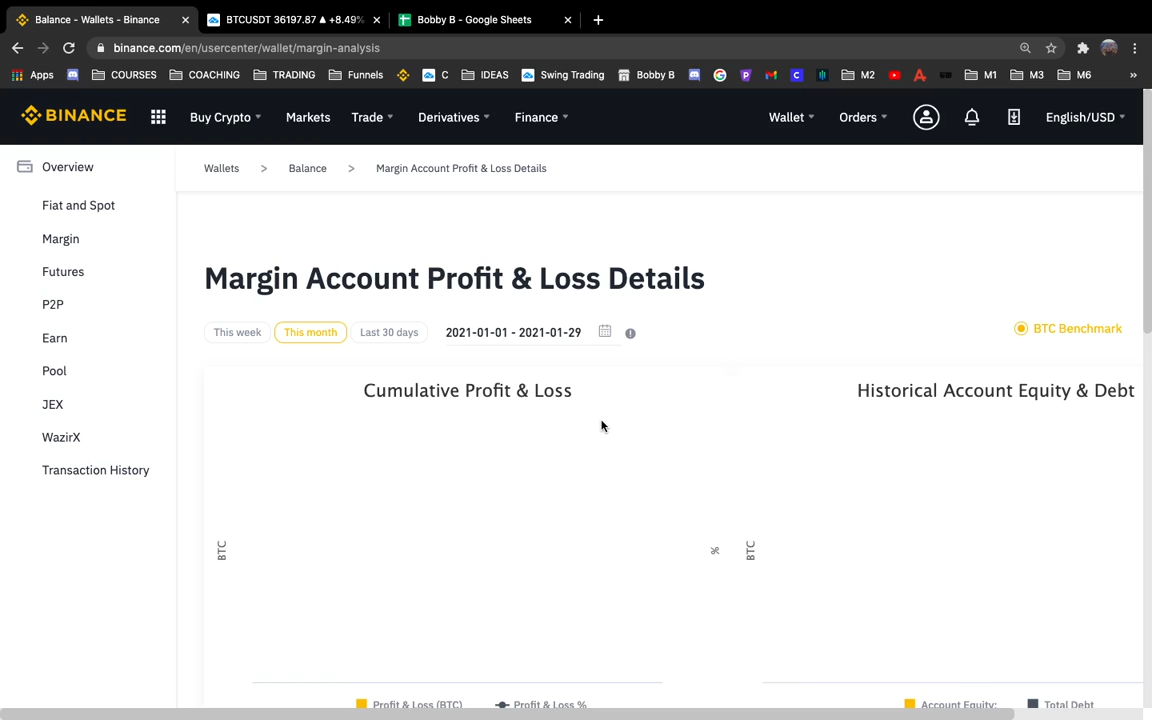 Balance - Wallets - Binance
BTCUSDT 36197.87 ▲ +8.49%
Bobby B - Google Sheets
binance.com/en/usercenter/wallet/margin-analysis
Apps
COURSES
COACHING
TRADING
Funnels
C
IDEAS
Swing Trading
Bobby B
M2
M1
M3
M6
BINANCE
Buy Crypto
Markets
Trade
Derivatives
Finance
Wallet
Orders
English/USD
Overview
Wallets > Balance > Margin Account Profit & Loss Details
Fiat and Spot
Margin
Futures
P2P
Earn
Pool
JEX
WazirX
Transaction History
Margin Account Profit & Loss Details
This week
This month
Last 30 days
2021-01-01 - 2021-01-29
BTC Benchmark
Cumulative Profit & Loss
BTC
%
Profit & Loss (BTC)
Profit & Loss %
Historical Account Equity & Debt
BTC
Account Equity:
Total Debt